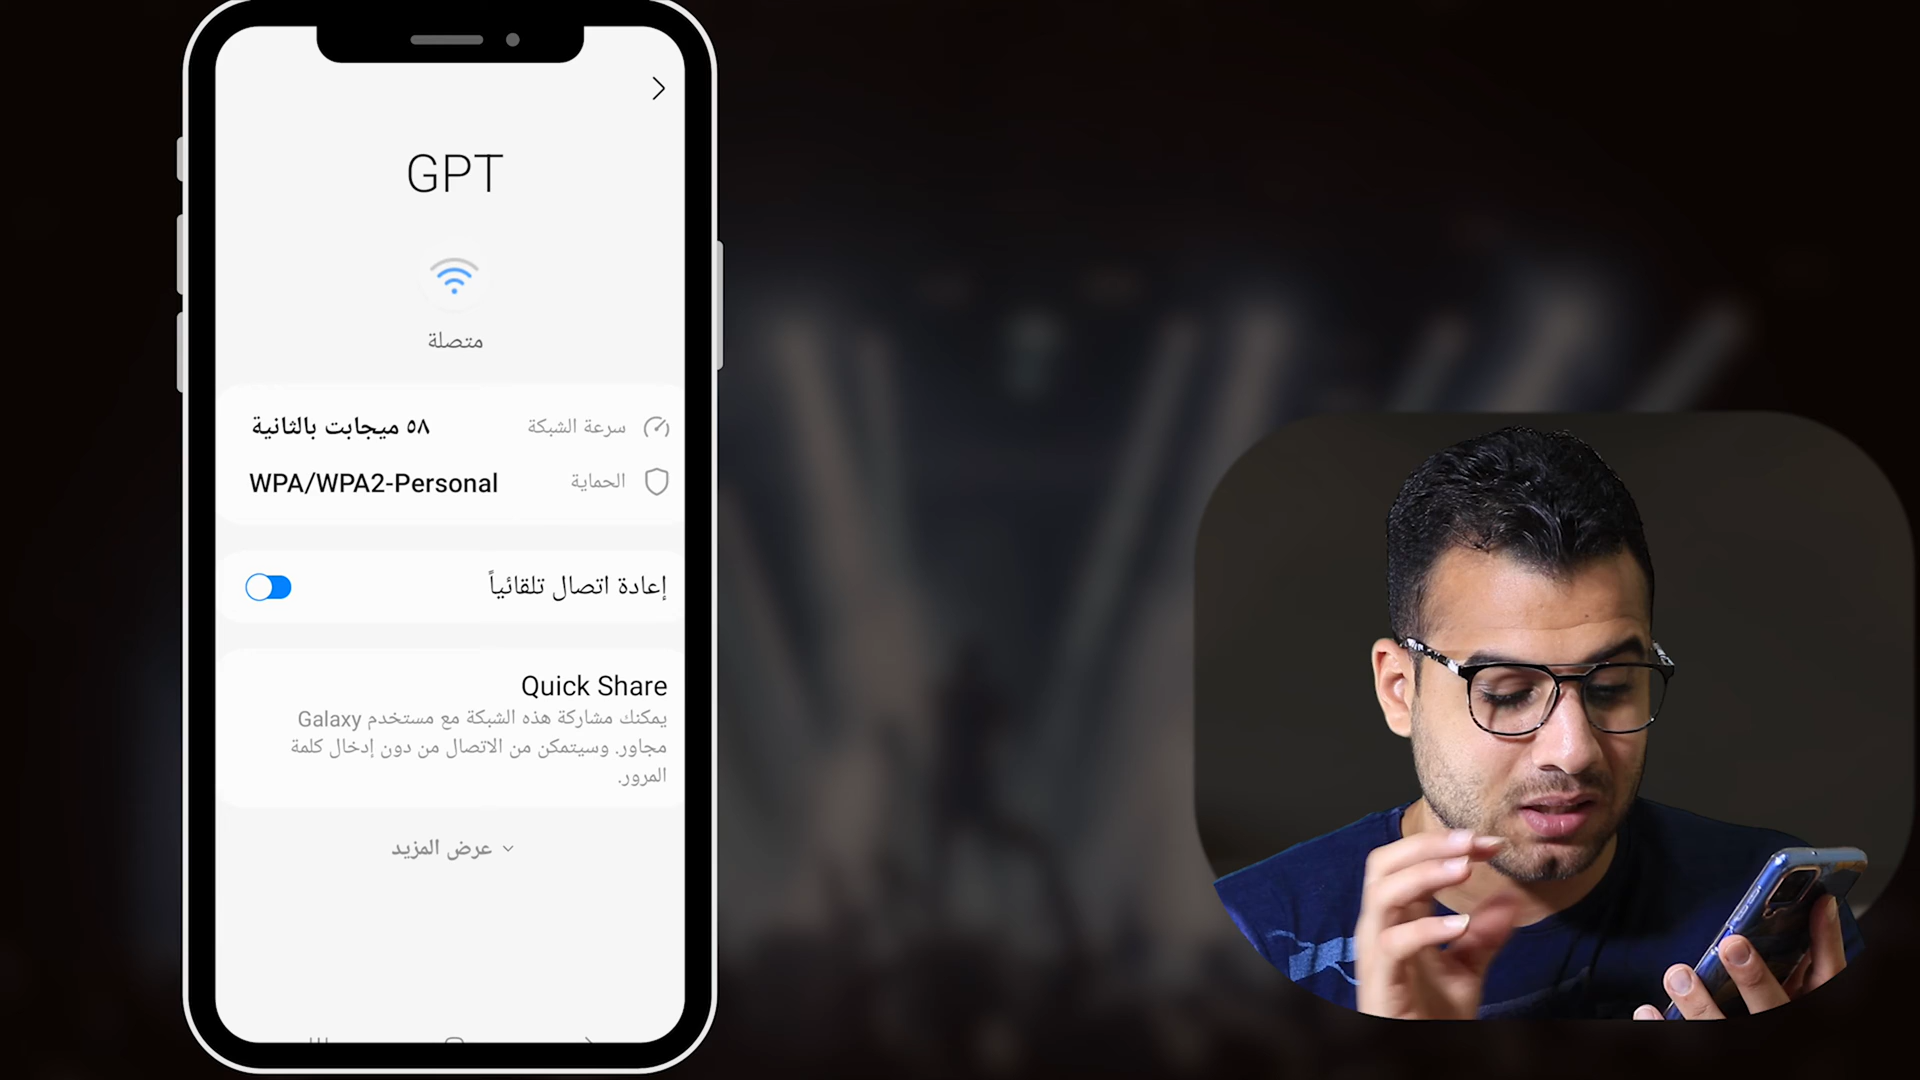 GPT
متصلة
سرعة الشبكة ٥٨ ميجابت بالثانية
الحماية WPA/WPA2-Personal
إعادة اتصال تلقائياً
Quick Share
يمكنك مشاركة هذه الشبكة مع مستخدم Galaxy
مجاور. وسيتمكن من الاتصال من دون إدخال كلمة
المرور.
عرض المزيد